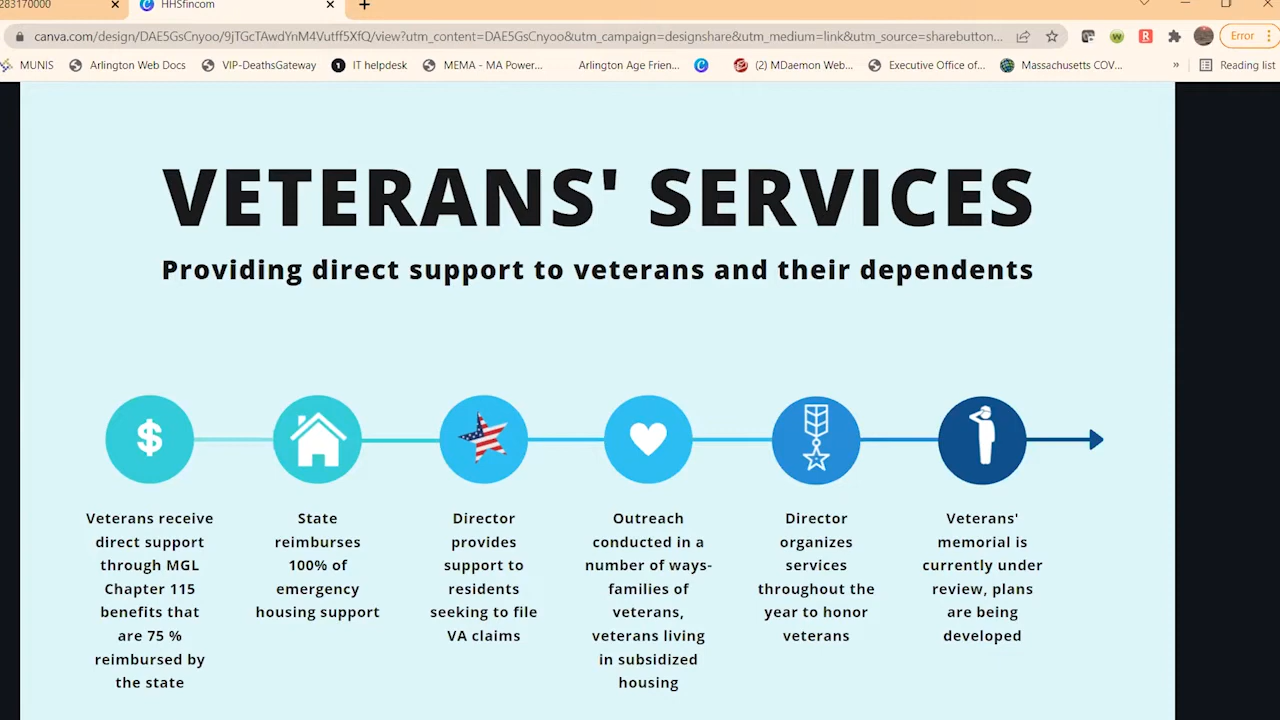 283170000
HHSfincom
canva.com/design/DAE5GsCnyoo/9jTGcTAwdYnM4Vutff5XfQ/view?utm_content=DAE5GsCnyoo&utm_campaign=designshare&utm_medium=link&utm_source=sharebutton...
Error
MUNIS Arlington Web Docs VIP-DeathsGateway IT helpdesk MEMA - MA Power... Arlington Age Frien... (2) MDaemon Web... Executive Office of... Massachusetts COV... » Reading list
VETERANS' SERVICES
Providing direct support to veterans and their dependents
$
Veterans receive
direct support
through MGL
Chapter 115
benefits that
are 75 %
reimbursed by
the state
State
reimburses
100% of
emergency
housing support
Director
provides
support to
residents
seeking to file
VA claims
Outreach
conducted in a
number of ways-
families of
veterans,
veterans living
in subsidized
housing
Director
organizes
services
throughout the
year to honor
veterans
Veterans'
memorial is
currently under
review, plans
are being
developed